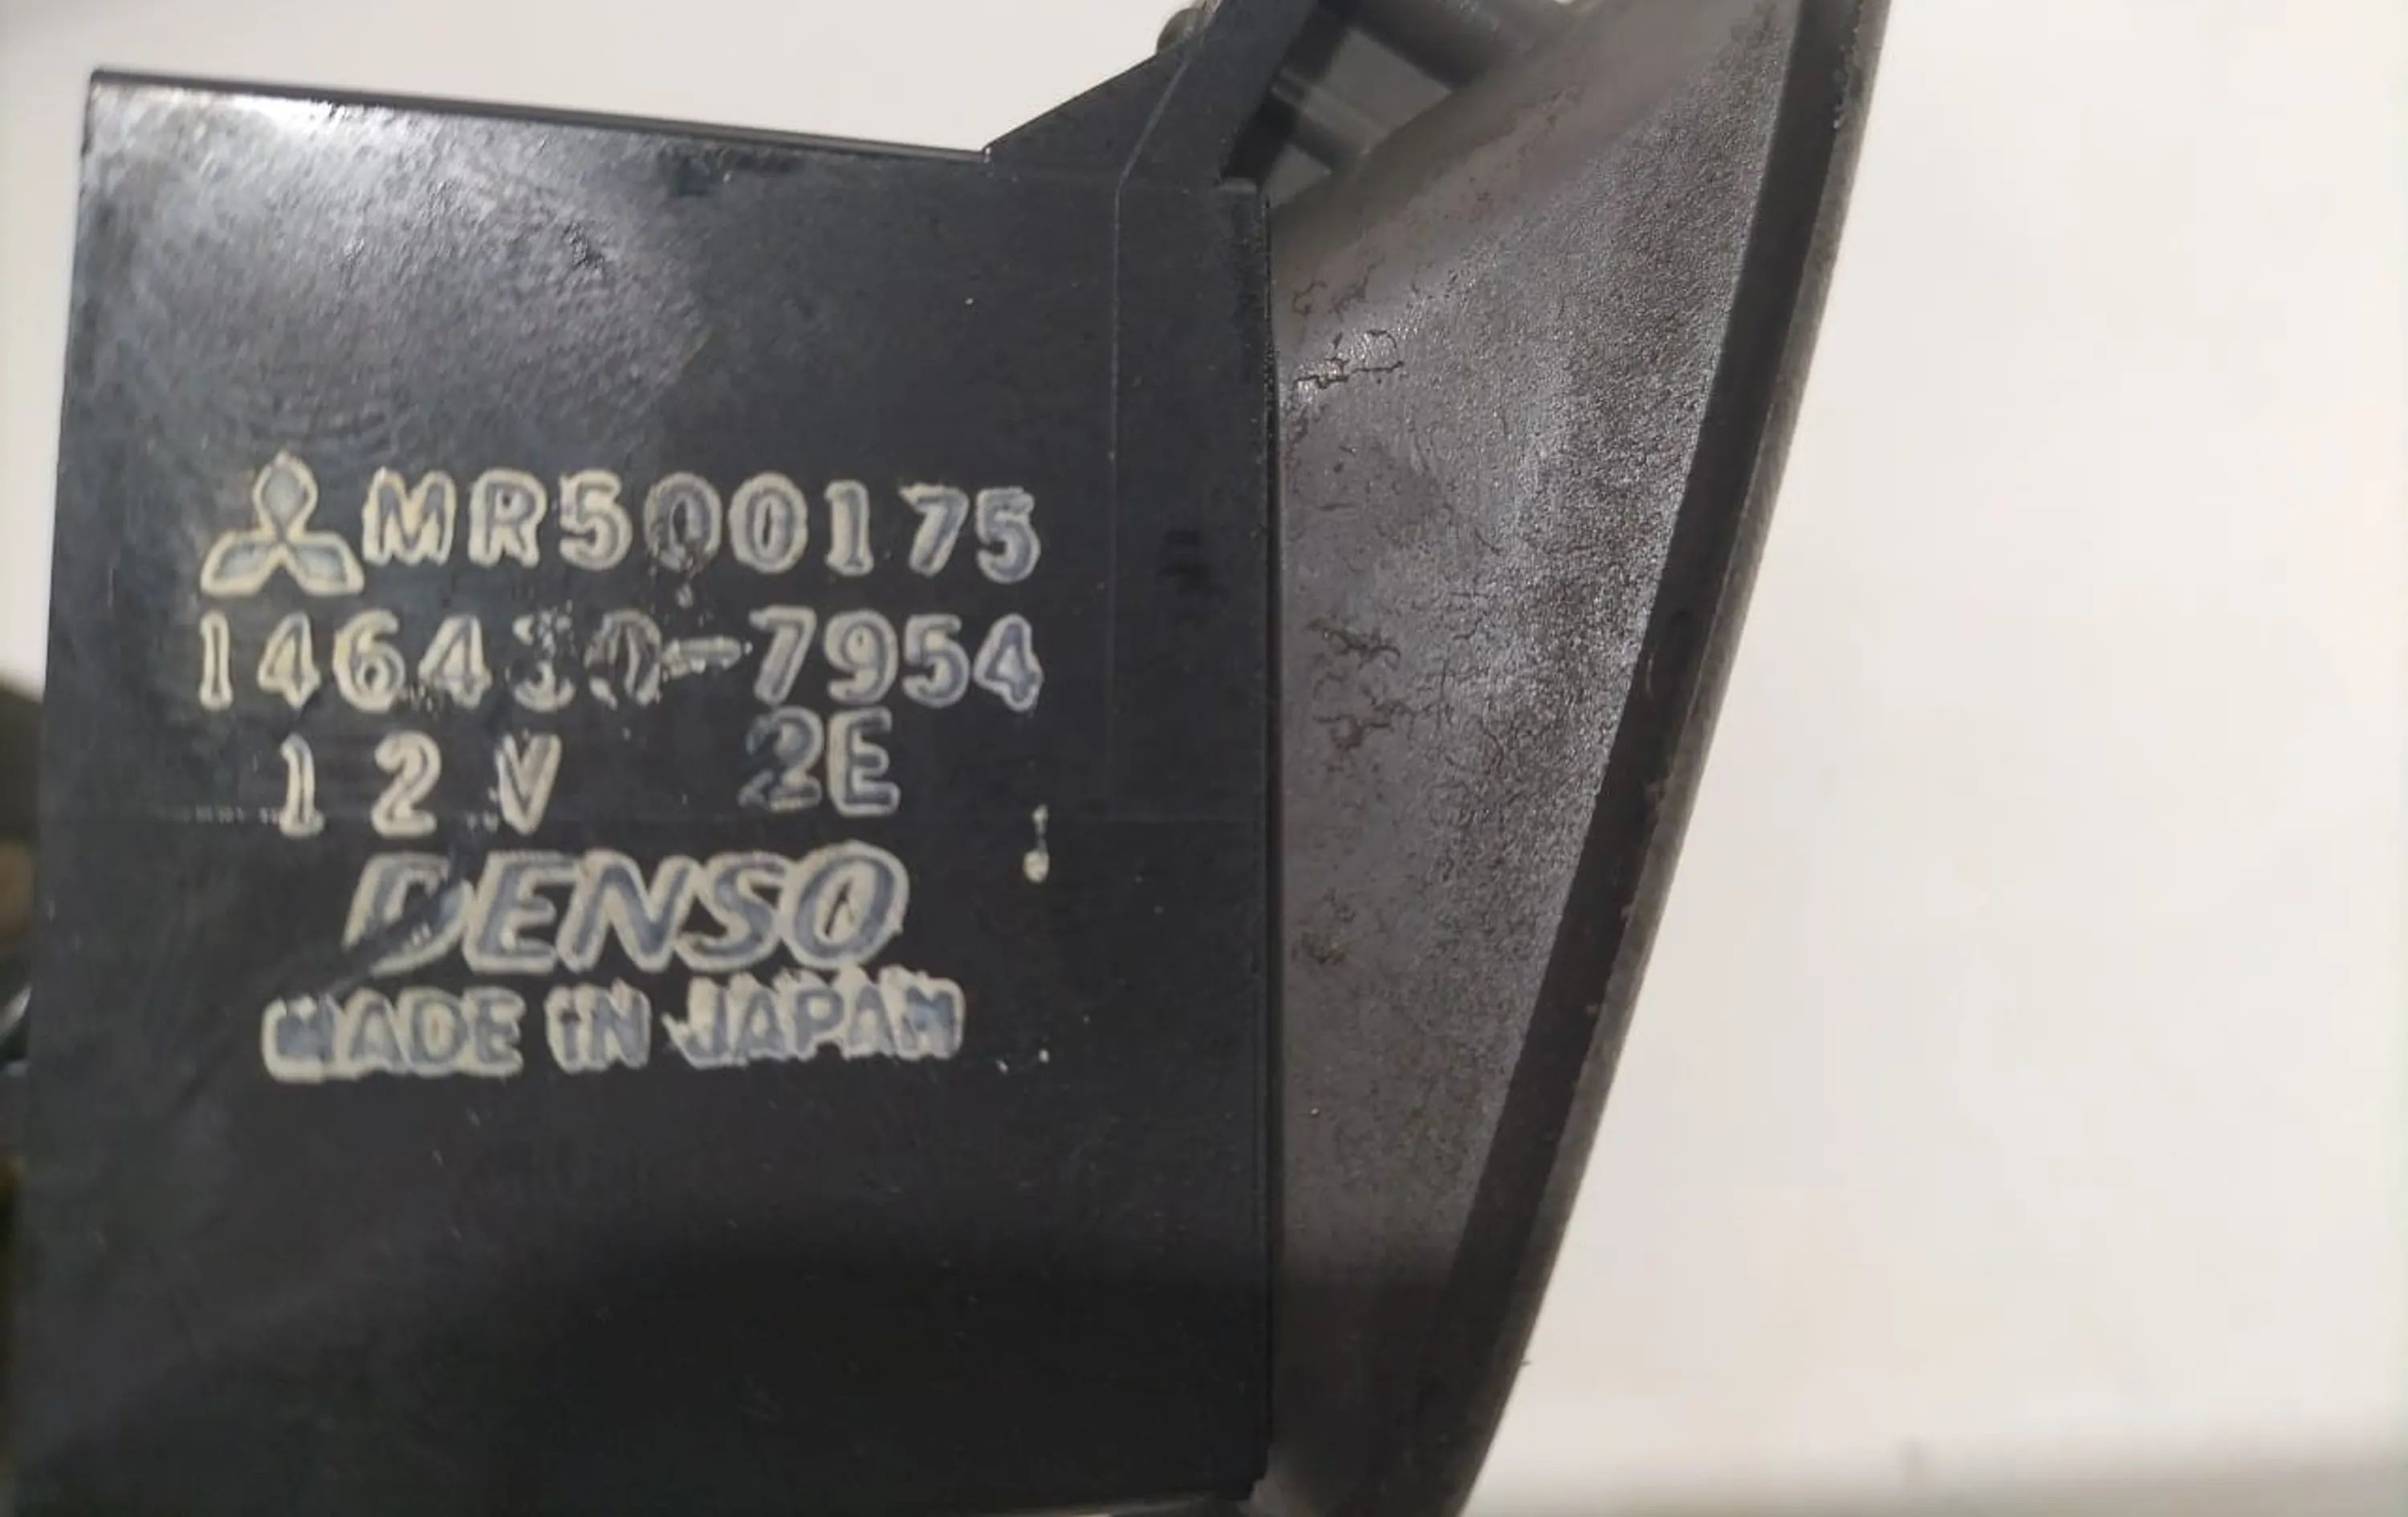 MR500175
146430-7954
12V 2E
DENSO
MADE IN JAPAN